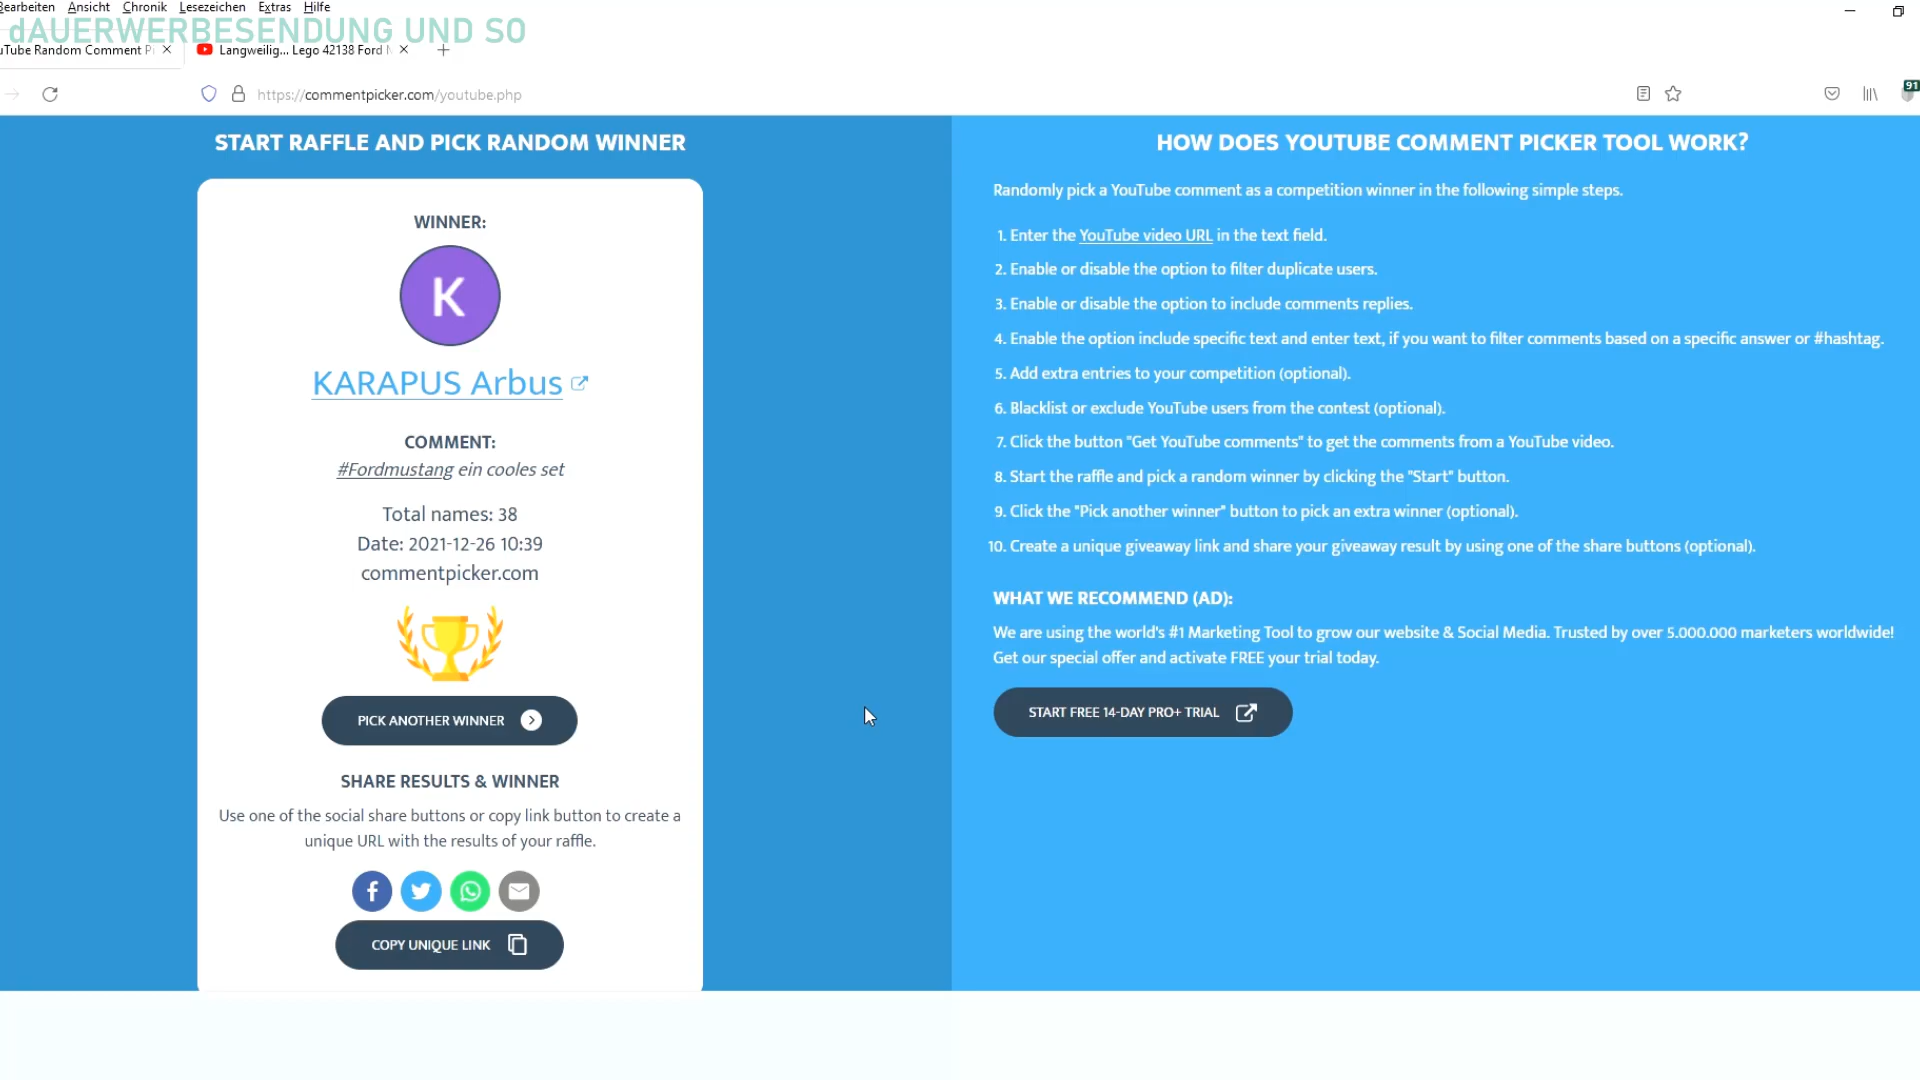 Bearbeiten Ansicht Chronik Lesezeichen Extras Hilfe
dAUERWERBESENDUNG UND SO
uTube Random Comment P
Langweilig... Lego 42138 Ford M
https://commentpicker.com/youtube.php
91
START RAFFLE AND PICK RANDOM WINNER
WINNER:
K
KARAPUS Arbus
COMMENT:
#Fordmustang ein cooles set
Total names: 38
Date: 2021-12-26 10:39
commentpicker.com
PICK ANOTHER WINNER
SHARE RESULTS & WINNER
Use one of the social share buttons or copy link button to create a
unique URL with the results of your raffle.
COPY UNIQUE LINK
HOW DOES YOUTUBE COMMENT PICKER TOOL WORK?
Randomly pick a YouTube comment as a competition winner in the following simple steps.
1. Enter the YouTube video URL in the text field.
2. Enable or disable the option to filter duplicate users.
3. Enable or disable the option to include comments replies.
4. Enable the option include specific text and enter text, if you want to filter comments based on a specific answer or #hashtag.
5. Add extra entries to your competition (optional).
6. Blacklist or exclude YouTube users from the contest (optional).
7. Click the button "Get YouTube comments" to get the comments from a YouTube video.
8. Start the raffle and pick a random winner by clicking the "Start" button.
9. Click the "Pick another winner" button to pick an extra winner (optional).
10. Create a unique giveaway link and share your giveaway result by using one of the share buttons (optional).
WHAT WE RECOMMEND (AD):
We are using the world's #1 Marketing Tool to grow our website & Social Media. Trusted by over 5.000.000 marketers worldwide!
Get our special offer and activate FREE your trial today.
START FREE 14-DAY PRO+ TRIAL